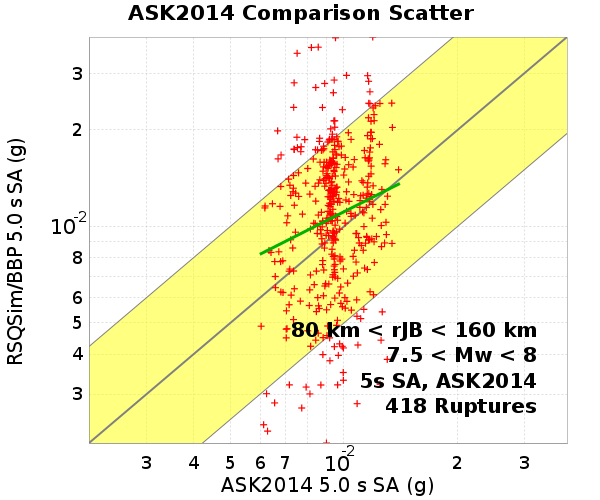 ASK2014 Comparison Scatter
RSQSim/BBP 5.0 s SA (g)
3
2
10⁻²
8
6
5
4
3
80 km < rJB < 160 km
7.5 < Mw < 8
5s SA, ASK2014
418 Ruptures
3 4 5 6 7 10⁻² 2 3
ASK2014 5.0 s SA (g)